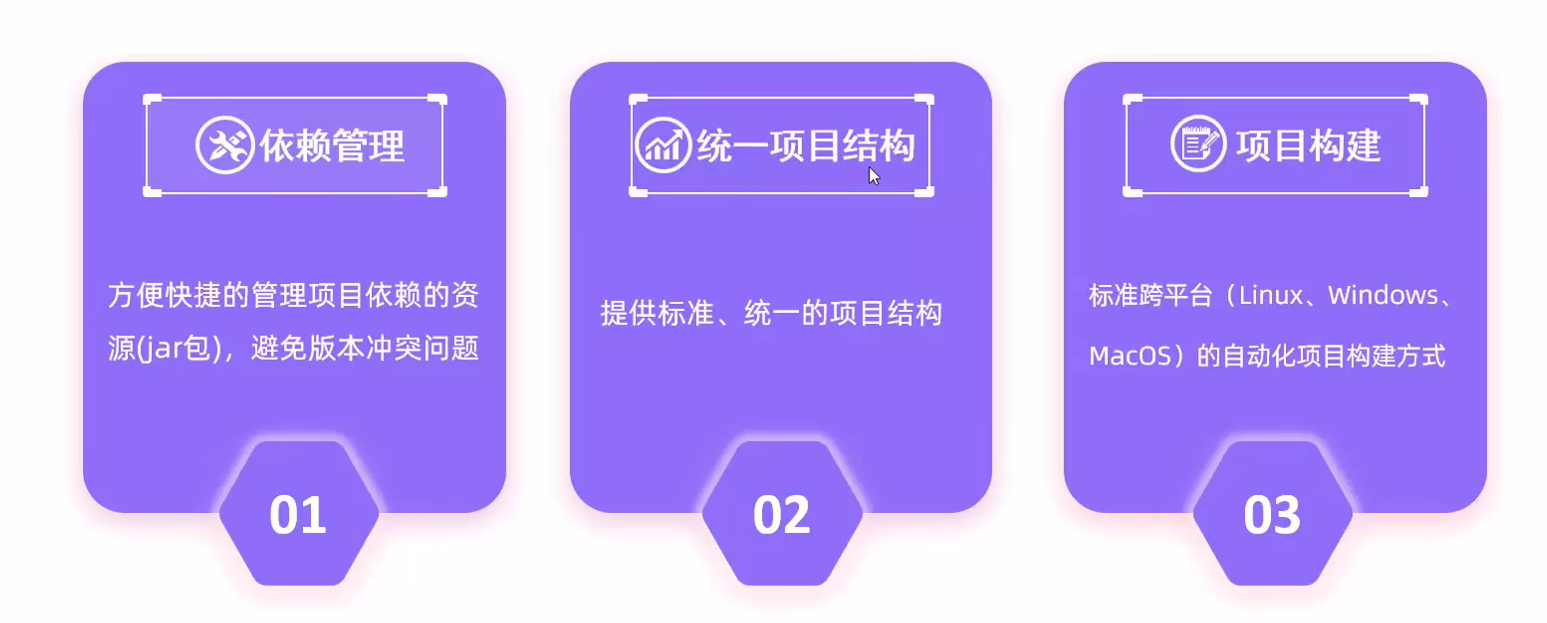 依赖管理
方便快捷的管理项目依赖的资
源(jar包)，避免版本冲突问题
01
统一项目结构
提供标准、统一的项目结构
02
项目构建
标准跨平台（Linux、Windows、
MacOS）的自动化项目构建方式
03